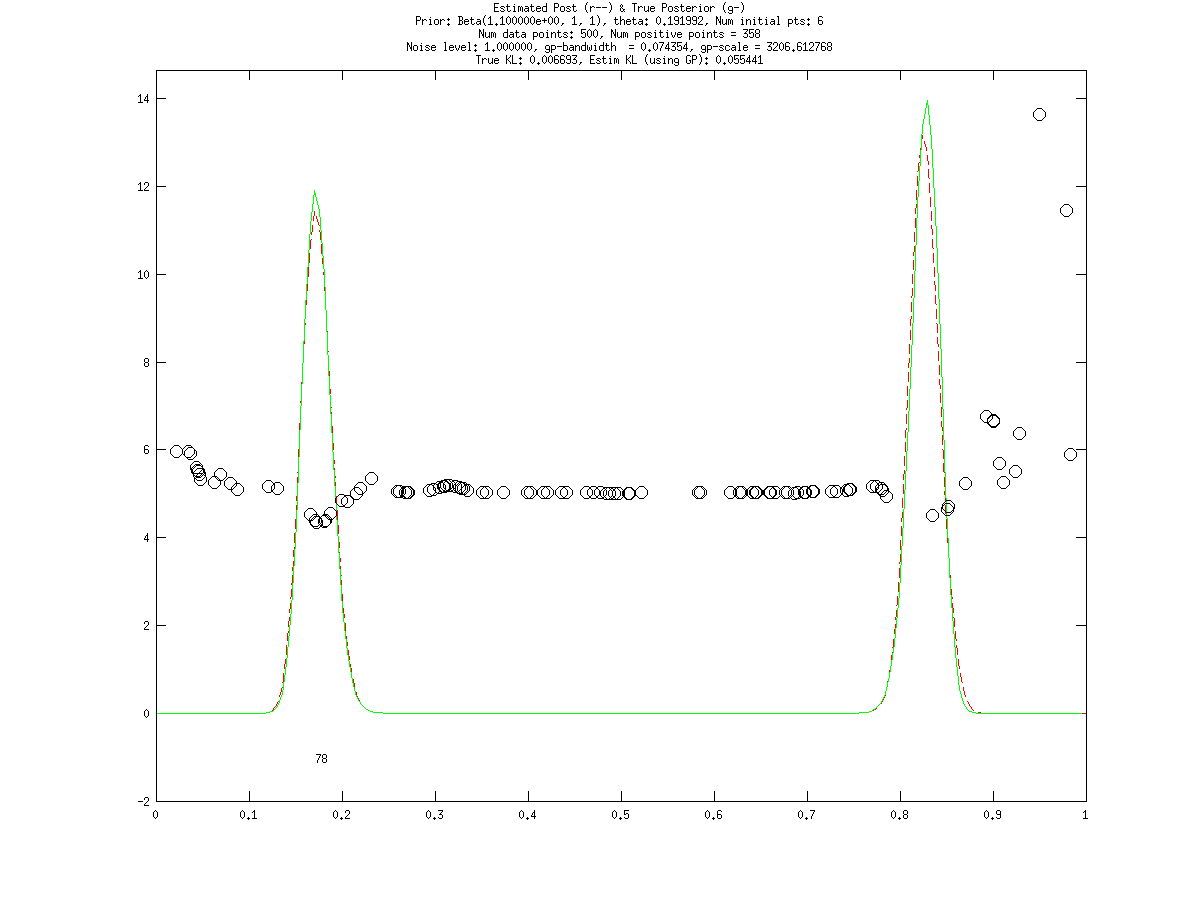 Estimated Post (r--) & True Posterior (g-)
Prior: Beta(1.100000e+00, 1, 1), theta: 0.191992, Num initial pts: 6
Num data points: 500, Num positive points = 358
Noise level: 1.000000, gp-bandwidth  = 0.074354, gp-scale = 3206.612768
True KL: 0.006693, Estim KL (using GP): 0.055441
14
12
10
8
6
4
2
0
78
-2
0 0.1 0.2 0.3 0.4 0.5 0.6 0.7 0.8 0.9 1